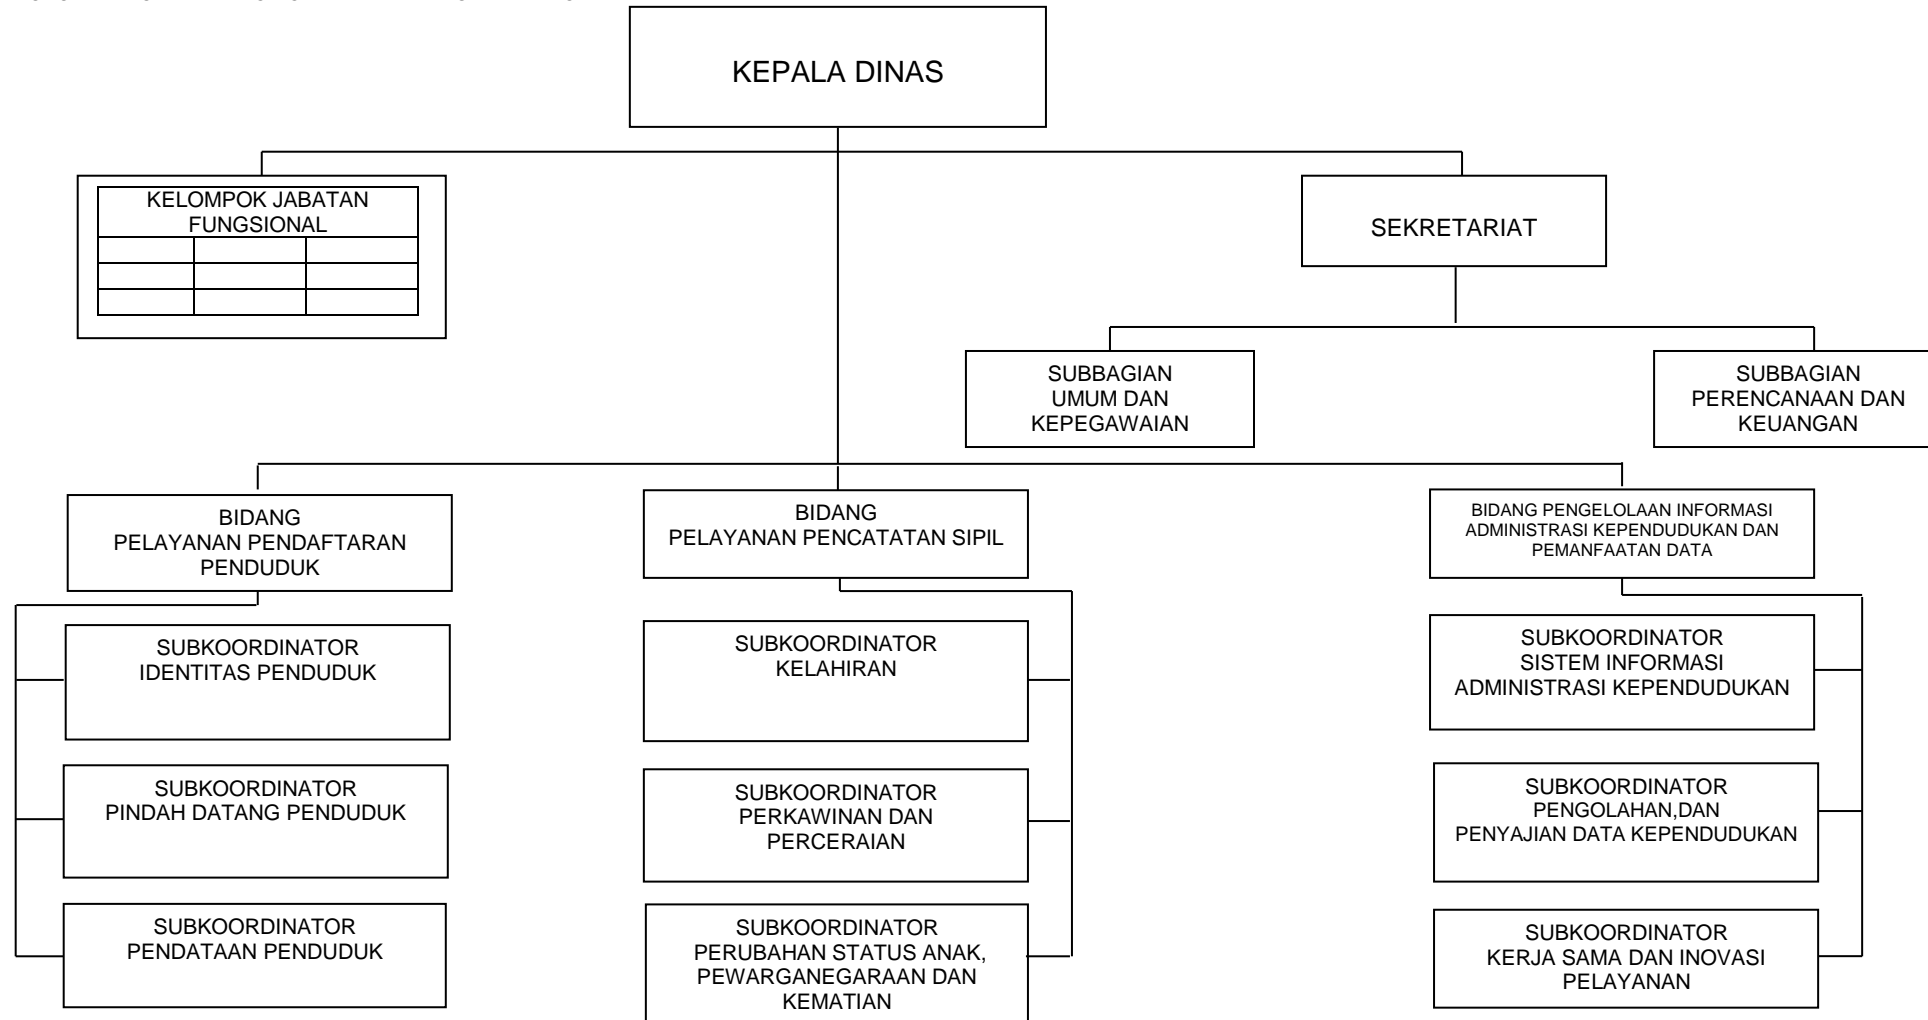 KEPALA DINAS
KELOMPOK JABATAN
FUNGSIONAL
SEKRETARIAT
SUBBAGIAN
UMUM DAN
KEPEGAWAIAN
SUBBAGIAN
PERENCANAAN DAN
KEUANGAN
BIDANG
PELAYANAN PENDAFTARAN
PENDUDUK
BIDANG
PELAYANAN PENCATATAN SIPIL
BIDANG PENGELOLAAN INFORMASI
ADMINISTRASI KEPENDUDUKAN DAN
PEMANFAATAN DATA
SUBKOORDINATOR
IDENTITAS PENDUDUK
SUBKOORDINATOR
KELAHIRAN
SUBKOORDINATOR
SISTEM INFORMASI
ADMINISTRASI KEPENDUDUKAN
SUBKOORDINATOR
PINDAH DATANG PENDUDUK
SUBKOORDINATOR
PERKAWINAN DAN
PERCERAIAN
SUBKOORDINATOR
PENGOLAHAN,DAN
PENYAJIAN DATA KEPENDUDUKAN
SUBKOORDINATOR
PENDATAAN PENDUDUK
SUBKOORDINATOR
PERUBAHAN STATUS ANAK,
PEWARGANEGARAAN DAN
KEMATIAN
SUBKOORDINATOR
KERJA SAMA DAN INOVASI
PELAYANAN